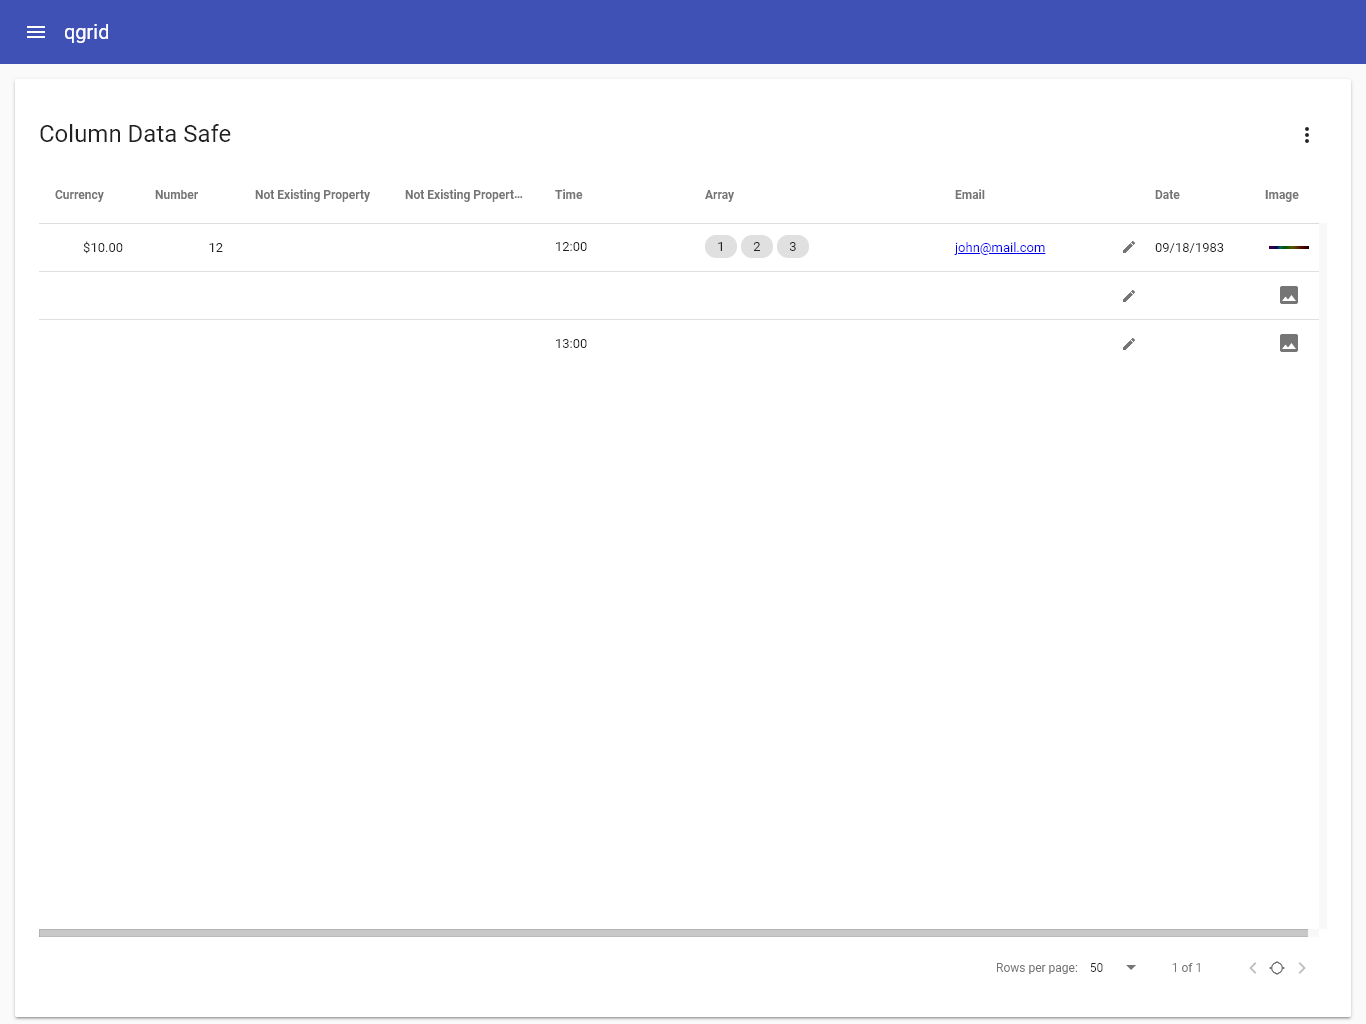 qgrid
Column Data Safe
Currency Number Not Existing Property Not Existing Propert… Time Array Email Date Image
$10.00 12 12:00 1 2 3 john@mail.com 09/18/1983
13:00
Rows per page: 50 1 of 1